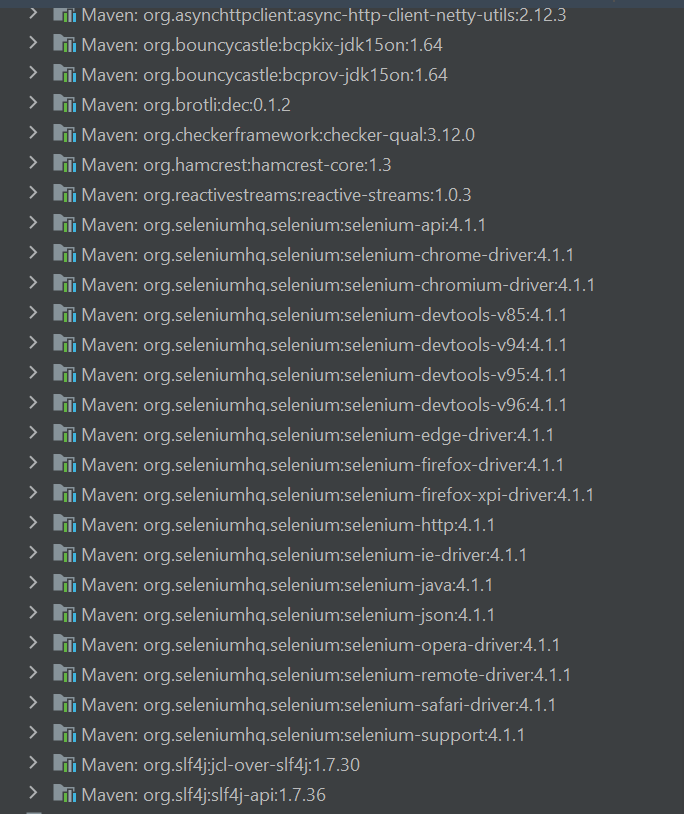 Maven: org.asynchttpclient:async-http-client-netty-utils:2.12.3
Maven: org.bouncycastle:bcpkix-jdk15on:1.64
Maven: org.bouncycastle:bcprov-jdk15on:1.64
Maven: org.brotli:dec:0.1.2
Maven: org.checkerframework:checker-qual:3.12.0
Maven: org.hamcrest:hamcrest-core:1.3
Maven: org.reactivestreams:reactive-streams:1.0.3
Maven: org.seleniumhq.selenium:selenium-api:4.1.1
Maven: org.seleniumhq.selenium:selenium-chrome-driver:4.1.1
Maven: org.seleniumhq.selenium:selenium-chromium-driver:4.1.1
Maven: org.seleniumhq.selenium:selenium-devtools-v85:4.1.1
Maven: org.seleniumhq.selenium:selenium-devtools-v94:4.1.1
Maven: org.seleniumhq.selenium:selenium-devtools-v95:4.1.1
Maven: org.seleniumhq.selenium:selenium-devtools-v96:4.1.1
Maven: org.seleniumhq.selenium:selenium-edge-driver:4.1.1
Maven: org.seleniumhq.selenium:selenium-firefox-driver:4.1.1
Maven: org.seleniumhq.selenium:selenium-firefox-xpi-driver:4.1.1
Maven: org.seleniumhq.selenium:selenium-http:4.1.1
Maven: org.seleniumhq.selenium:selenium-ie-driver:4.1.1
Maven: org.seleniumhq.selenium:selenium-java:4.1.1
Maven: org.seleniumhq.selenium:selenium-json:4.1.1
Maven: org.seleniumhq.selenium:selenium-opera-driver:4.1.1
Maven: org.seleniumhq.selenium:selenium-remote-driver:4.1.1
Maven: org.seleniumhq.selenium:selenium-safari-driver:4.1.1
Maven: org.seleniumhq.selenium:selenium-support:4.1.1
Maven: org.slf4j:jcl-over-slf4j:1.7.30
Maven: org.slf4j:slf4j-api:1.7.36